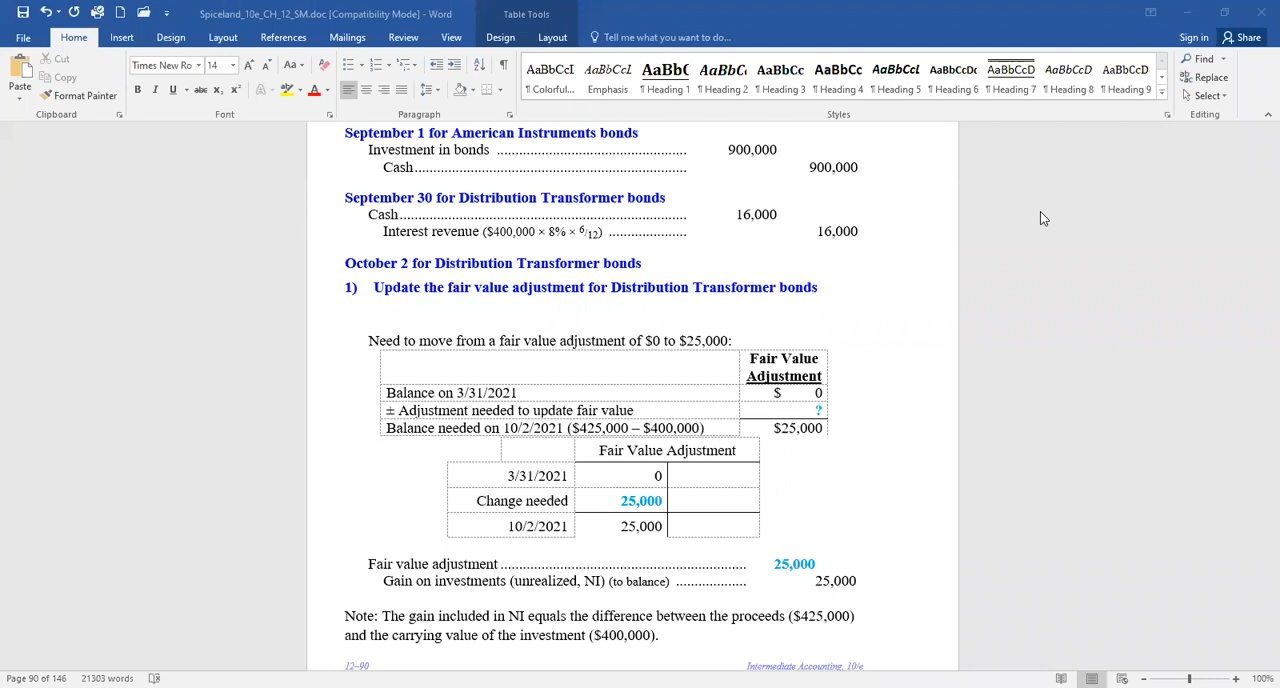 Spiceland_10e_CH_12_SM.doc [Compatibility Mode] - Word
Table Tools
File Home Insert Design Layout References Mailings Review View Design Layout Tell me what you want to do... Sign in Share
Paste
Cut
Copy
Format Painter
Clipboard
Times New Ro 14
Aa
B I U abc X₂ X² A A
Font
Paragraph
AaBbCcI AaBbCcL AaBb( AaBbC AaBbCc AaBbCc AaBbCcL AaBbCcDc AaBbCcD AaBbCcD AaBbCcD
¶ Colorful... Emphasis ¶ Heading 1 ¶ Heading 2 ¶ Heading 3 ¶ Heading 4 ¶ Heading 5 ¶ Heading 6 ¶ Heading 7 ¶ Heading 8 ¶ Heading 9
Styles
Find
Replace
Select
Editing
September 1 for American Instruments bonds
Investment in bonds ................................................ 900,000
Cash.................................................................... 900,000
September 30 for Distribution Transformer bonds
Cash........................................................................ 16,000
Interest revenue ($400,000 × 8% × 6/12) .................... 16,000
October 2 for Distribution Transformer bonds
1) Update the fair value adjustment for Distribution Transformer bonds
Need to move from a fair value adjustment of $0 to $25,000:
Fair Value
Adjustment
Balance on 3/31/2021 $ 0
± Adjustment needed to update fair value ?
Balance needed on 10/2/2021 ($425,000 – $400,000) $25,000
Fair Value Adjustment
3/31/2021 0
Change needed 25,000
10/2/2021 25,000
Fair value adjustment ............................................................. 25,000
Gain on investments (unrealized, NI) (to balance) .................. 25,000
Note: The gain included in NI equals the difference between the proceeds ($425,000)
and the carrying value of the investment ($400,000).
12–90 Intermediate Accounting, 10/e
Page 90 of 146 21303 words 100%